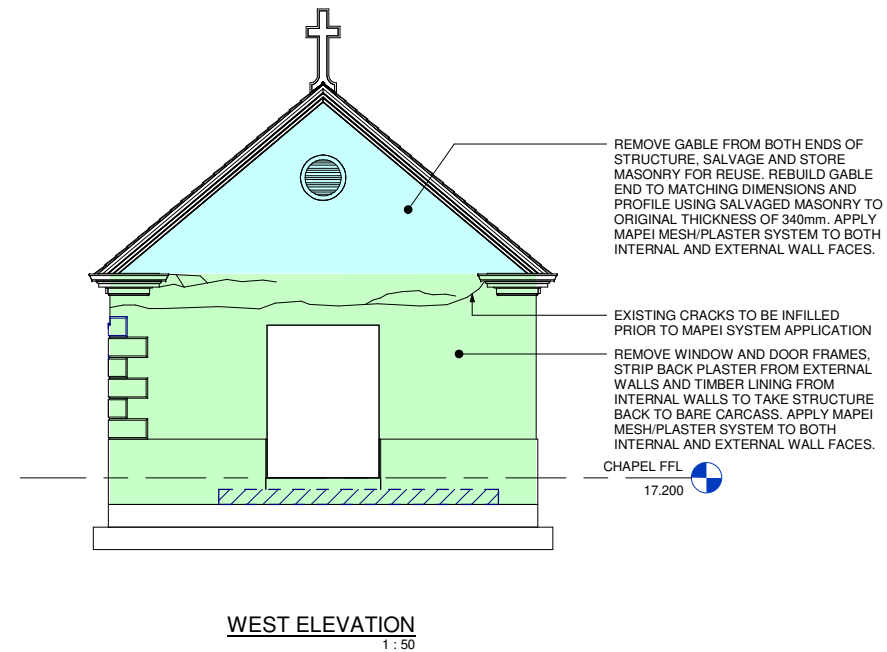 REMOVE GABLE FROM BOTH ENDS OF
STRUCTURE, SALVAGE AND STORE
MASONRY FOR REUSE. REBUILD GABLE
END TO MATCHING DIMENSIONS AND
PROFILE USING SALVAGED MASONRY TO
ORIGINAL THICKNESS OF 340mm. APPLY
MAPEI MESH/PLASTER SYSTEM TO BOTH
INTERNAL AND EXTERNAL WALL FACES.
EXISTING CRACKS TO BE INFILLED
PRIOR TO MAPEI SYSTEM APPLICATION
REMOVE WINDOW AND DOOR FRAMES,
STRIP BACK PLASTER FROM EXTERNAL
WALLS AND TIMBER LINING FROM
INTERNAL WALLS TO TAKE STRUCTURE
BACK TO BARE CARCASS. APPLY MAPEI
MESH/PLASTER SYSTEM TO BOTH
INTERNAL AND EXTERNAL WALL FACES.
CHAPEL FFL
17.200
WEST ELEVATION
1 : 50